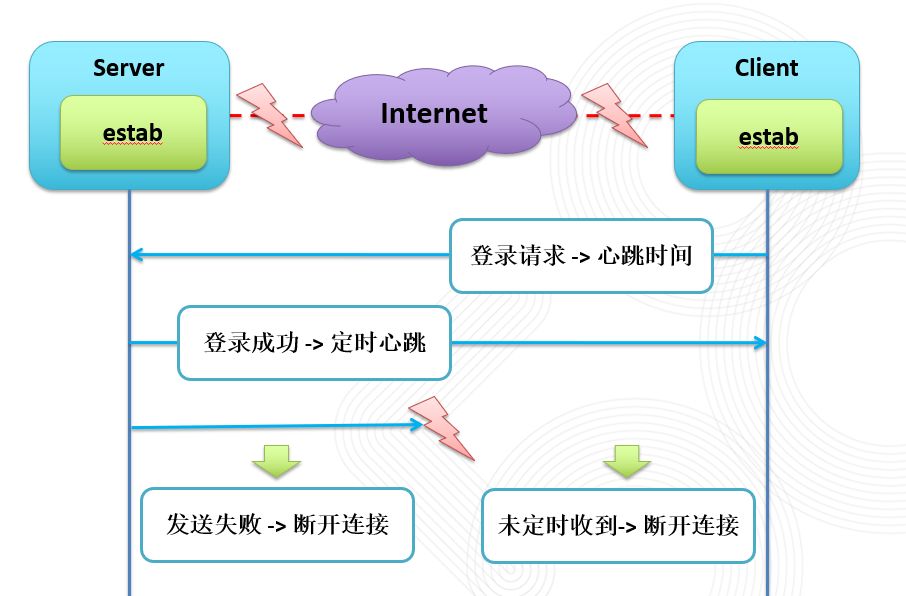 Server
Internet
Client
estab
estab
登录请求 -> 心跳时间
登录成功 -> 定时心跳
发送失败 -> 断开连接
未定时收到-> 断开连接